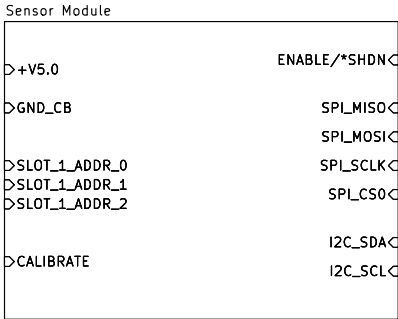 Sensor Module
+V5.0
GND_CB
SLOT_1_ADDR_0
SLOT_1_ADDR_1
SLOT_1_ADDR_2
CALIBRATE
ENABLE/*SHDN
SPI_MISO
SPI_MOSI
SPI_SCLK
SPI_CS0
I2C_SDA
I2C_SCL